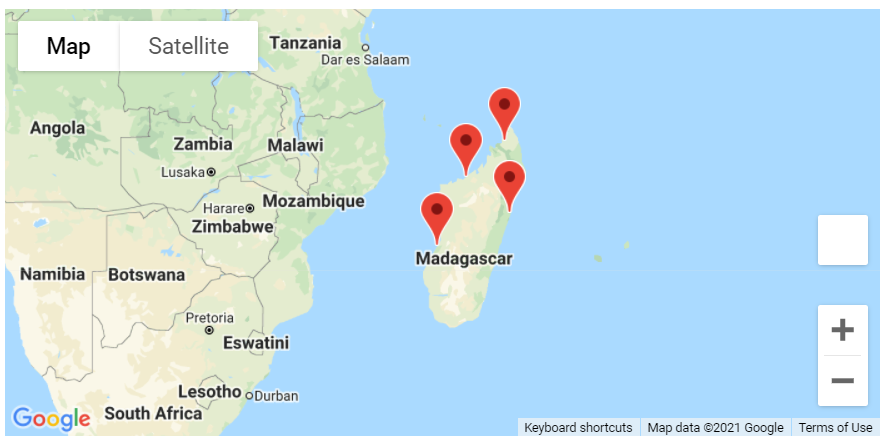 Map
Satellite
Tanzania
Dar es Salaam
Angola
Zambia
Malawi
Lusaka
Mozambique
Harare
Zimbabwe
Madagascar
Namibia
Botswana
Pretoria
Eswatini
Lesotho
Durban
South Africa
Google
Keyboard shortcuts
Map data ©2021 Google
Terms of Use